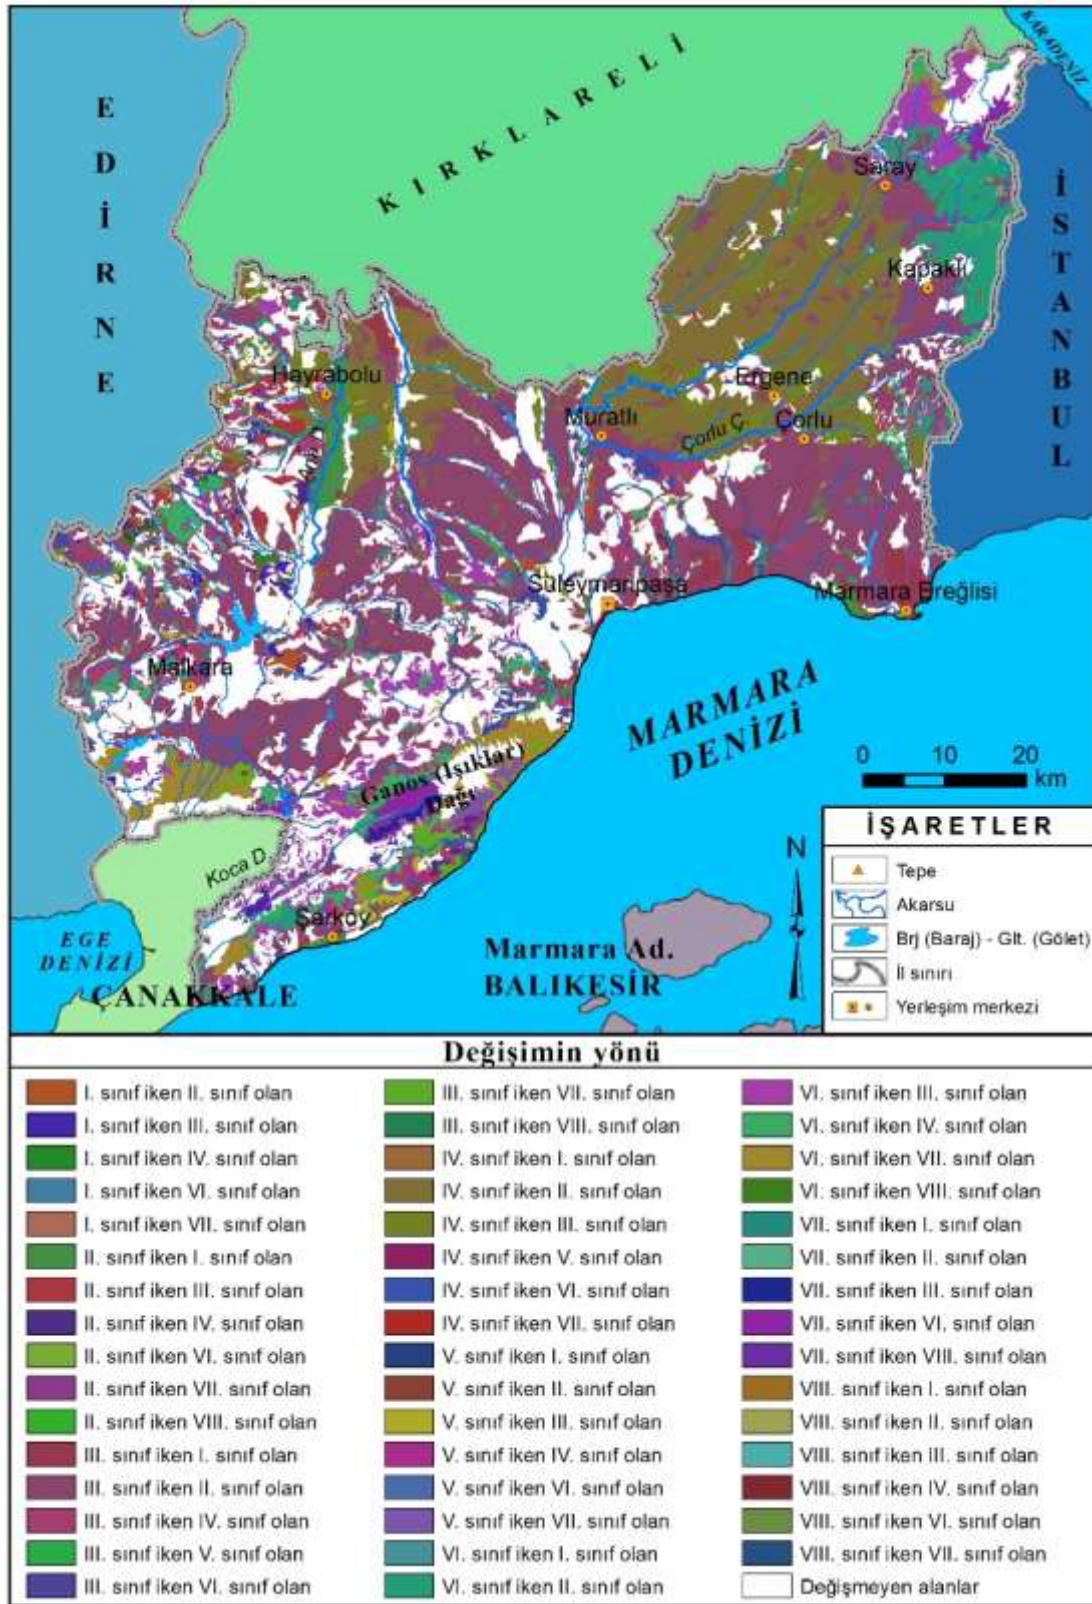 KARADENİZ
EDİRNE
KIRKLARELİ
İSTANBUL
Saray
Kapaklı
Hayrabolu
Ergene
Muratlı
Çorlu Ç.
Çorlu
Süleymanpaşa
Marmara Ereğlisi
Malkara
MARMARA
DENİZİ
Ganos (Işıklar)
Dağı
0 10 20
km
Koca D.
Şarköy
EGE
DENİZİ
ÇANAKKALE
Marmara Ad.
BALIKESİR
N
İŞARETLER
Tepe
Akarsu
Brj (Baraj) - Glt. (Gölet)
İl sınırı
Yerleşim merkezi
Değişimin yönü
I. sınıf iken II. sınıf olan
I. sınıf iken III. sınıf olan
I. sınıf iken IV. sınıf olan
I. sınıf iken VI. sınıf olan
I. sınıf iken VII. sınıf olan
II. sınıf iken I. sınıf olan
II. sınıf iken III. sınıf olan
II. sınıf iken IV. sınıf olan
II. sınıf iken VI. sınıf olan
II. sınıf iken VII. sınıf olan
II. sınıf iken VIII. sınıf olan
III. sınıf iken I. sınıf olan
III. sınıf iken II. sınıf olan
III. sınıf iken IV. sınıf olan
III. sınıf iken V. sınıf olan
III. sınıf iken VI. sınıf olan
III. sınıf iken VII. sınıf olan
III. sınıf iken VIII. sınıf olan
IV. sınıf iken I. sınıf olan
IV. sınıf iken II. sınıf olan
IV. sınıf iken III. sınıf olan
IV. sınıf iken V. sınıf olan
IV. sınıf iken VI. sınıf olan
IV. sınıf iken VII. sınıf olan
V. sınıf iken I. sınıf olan
V. sınıf iken II. sınıf olan
V. sınıf iken III. sınıf olan
V. sınıf iken IV. sınıf olan
V. sınıf iken VI. sınıf olan
V. sınıf iken VII. sınıf olan
VI. sınıf iken I. sınıf olan
VI. sınıf iken II. sınıf olan
VI. sınıf iken III. sınıf olan
VI. sınıf iken IV. sınıf olan
VI. sınıf iken VII. sınıf olan
VI. sınıf iken VIII. sınıf olan
VII. sınıf iken I. sınıf olan
VII. sınıf iken II. sınıf olan
VII. sınıf iken III. sınıf olan
VII. sınıf iken VI. sınıf olan
VII. sınıf iken VIII. sınıf olan
VIII. sınıf iken I. sınıf olan
VIII. sınıf iken II. sınıf olan
VIII. sınıf iken III. sınıf olan
VIII. sınıf iken IV. sınıf olan
VIII. sınıf iken VI. sınıf olan
VIII. sınıf iken VII. sınıf olan
Değişmeyen alanlar